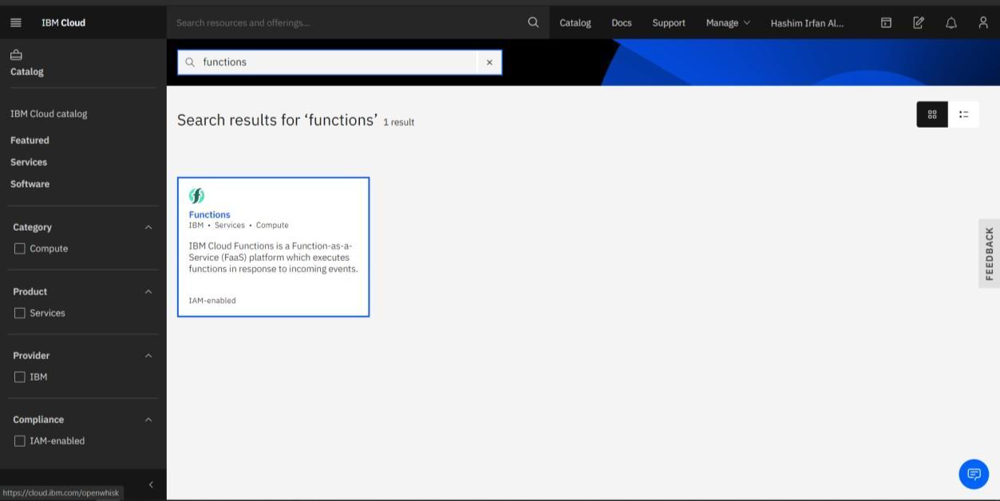 IBM Cloud
Search resources and offerings...
Catalog
Docs
Support
Manage
Hashim Irfan Al...
Catalog
IBM Cloud catalog
Featured
Services
Software
Category
Compute
Product
Services
Provider
IBM
Compliance
IAM-enabled
https://cloud.ibm.com/openwhisk
functions
Search results for ‘functions’ 1 result
Functions
IBM • Services • Compute
IBM Cloud Functions is a Function-as-a-
Service (FaaS) platform which executes
functions in response to incoming events.
IAM-enabled
FEEDBACK